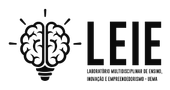 LEIE
LABORATÓRIO MULTIDISCIPLINAR DE ENSINO,
INOVAÇÃO E EMPREENDEDORISMO - UEMA